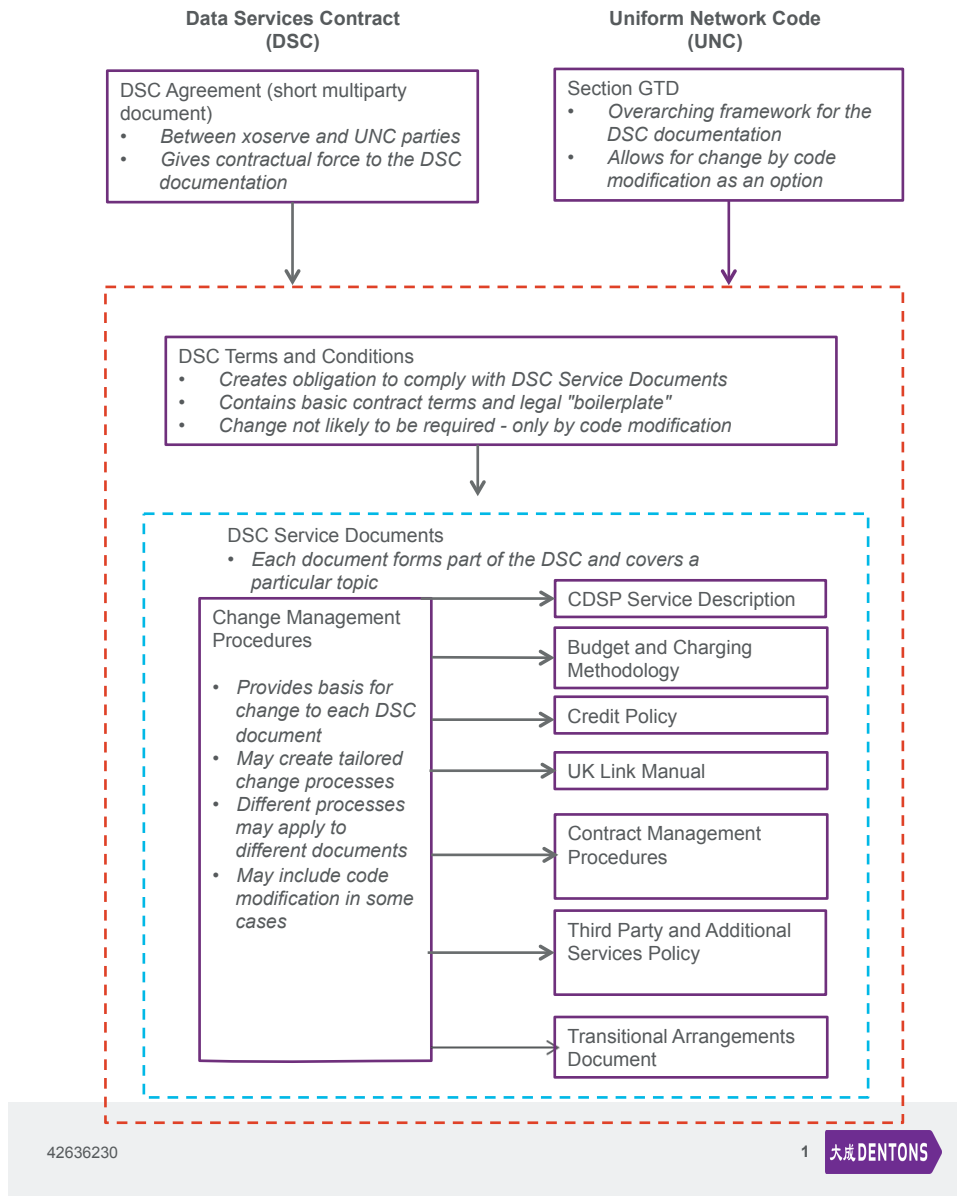 Data Services Contract
(DSC)
Uniform Network Code
(UNC)
DSC Agreement (short multiparty
document)
• Between xoserve and UNC parties
• Gives contractual force to the DSC
documentation
Section GTD
• Overarching framework for the
DSC documentation
• Allows for change by code
modification as an option
DSC Terms and Conditions
• Creates obligation to comply with DSC Service Documents
• Contains basic contract terms and legal "boilerplate"
• Change not likely to be required - only by code modification
DSC Service Documents
• Each document forms part of the DSC and covers a
particular topic
Change Management
Procedures
• Provides basis for
change to each DSC
document
• May create tailored
change processes
• Different processes
may apply to
different documents
• May include code
modification in some
cases
CDSP Service Description
Budget and Charging
Methodology
Credit Policy
UK Link Manual
Contract Management
Procedures
Third Party and Additional
Services Policy
Transitional Arrangements
Document
42636230
1
大成DENTONS